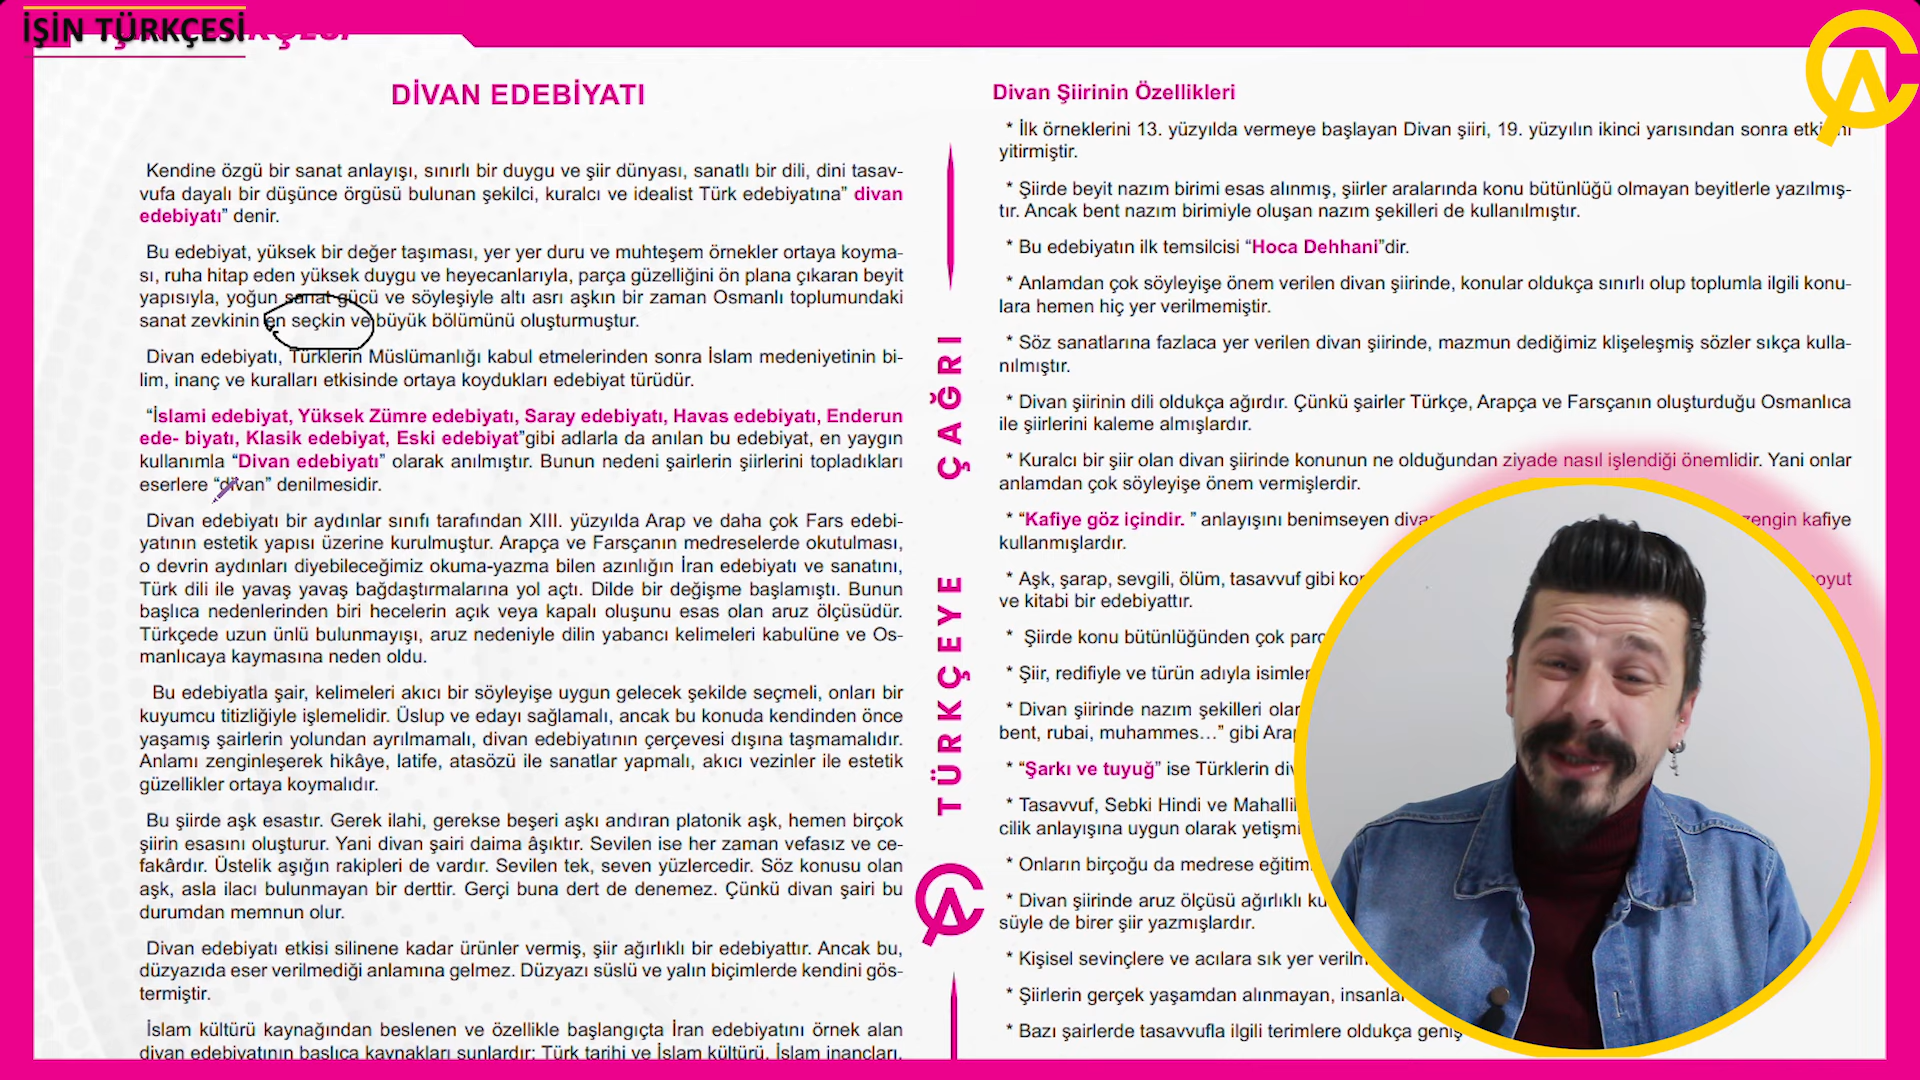 İŞİN TÜRKÇESİ
DİVAN EDEBİYATI
Kendine özgü bir sanat anlayışı, sınırlı bir duygu ve şiir dünyası, sanatlı bir dili, dini tasav-
vufa dayalı bir düşünce örgüsü bulunan şekilci, kuralcı ve idealist Türk edebiyatına” divan
edebiyatı” denir.
Bu edebiyat, yüksek bir değer taşıması, yer yer duru ve muhteşem örnekler ortaya koyma-
sı, ruha hitap eden yüksek duygu ve heyecanlarıyla, parça güzelliğini ön plana çıkaran beyit
yapısıyla, yoğun sanat gücü ve söyleşiyle altı asrı aşkın bir zaman Osmanlı toplumundaki
sanat zevkinin en seçkin ve büyük bölümünü oluşturmuştur.
Divan edebiyatı, Türklerin Müslümanlığı kabul etmelerinden sonra İslam medeniyetinin bi-
lim, inanç ve kuralları etkisinde ortaya koydukları edebiyat türüdür.
“İslami edebiyat, Yüksek Zümre edebiyatı, Saray edebiyatı, Havas edebiyatı, Enderun
ede- biyatı, Klasik edebiyat, Eski edebiyat”gibi adlarla da anılan bu edebiyat, en yaygın
kullanımla “Divan edebiyatı” olarak anılmıştır. Bunun nedeni şairlerin şiirlerini topladıkları
eserlere “divan” denilmesidir.
Divan edebiyatı bir aydınlar sınıfı tarafından XIII. yüzyılda Arap ve daha çok Fars edebi-
yatının estetik yapısı üzerine kurulmuştur. Arapça ve Farsçanın medreselerde okutulması,
o devrin aydınları diyebileceğimiz okuma-yazma bilen azınlığın İran edebiyatı ve sanatını,
Türk dili ile yavaş yavaş bağdaştırmalarına yol açtı. Dilde bir değişme başlamıştı. Bunun
başlıca nedenlerinden biri hecelerin açık veya kapalı oluşunu esas olan aruz ölçüsüdür.
Türkçede uzun ünlü bulunmayışı, aruz nedeniyle dilin yabancı kelimeleri kabulüne ve Os-
manlıcaya kaymasına neden oldu.
Bu edebiyatla şair, kelimeleri akıcı bir söyleyişe uygun gelecek şekilde seçmeli, onları bir
kuyumcu titizliğiyle işlemelidir. Üslup ve edayı sağlamalı, ancak bu konuda kendinden önce
yaşamış şairlerin yolundan ayrılmamalı, divan edebiyatının çerçevesi dışına taşmamalıdır.
Anlamı zenginleşerek hikâye, latife, atasözü ile sanatlar yapmalı, akıcı vezinler ile estetik
güzellikler ortaya koymalıdır.
Bu şiirde aşk esastır. Gerek ilahi, gerekse beşeri aşkı andıran platonik aşk, hemen birçok
şiirin esasını oluşturur. Yani divan şairi daima âşıktır. Sevilen ise her zaman vefasız ve ce-
fakârdır. Üstelik aşığın rakipleri de vardır. Sevilen tek, seven yüzlercedir. Söz konusu olan
aşk, asla ilacı bulunmayan bir derttir. Gerçi buna dert de denemez. Çünkü divan şairi bu
durumdan memnun olur.
Divan edebiyatı etkisi silinene kadar ürünler vermiş, şiir ağırlıklı bir edebiyattır. Ancak bu,
düzyazıda eser verilmediği anlamına gelmez. Düzyazı süslü ve yalın biçimlerde kendini gös-
termiştir.
İslam kültürü kaynağından beslenen ve özellikle başlangıçta İran edebiyatını örnek alan
divan edebiyatının başlıca kaynakları şunlardır: Türk tarihi ve İslam kültürü, İslam inançları,
TÜRKÇEYE ÇAĞRI
Divan Şiirinin Özellikleri
* İlk örneklerini 13. yüzyılda vermeye başlayan Divan şiiri, 19. yüzyılın ikinci yarısından sonra
yitirmiştir.
* Şiirde beyit nazım birimi esas alınmış, şiirler aralarında konu bütünlüğü olmayan beyitlerle yazılmış-
tır. Ancak bent nazım birimiyle oluşan nazım şekilleri de kullanılmıştır.
* Bu edebiyatın ilk temsilcisi “Hoca Dehhani”dir.
* Anlamdan çok söyleyişe önem verilen divan şiirinde, konular oldukça sınırlı olup toplumla ilgili konu-
lara hemen hiç yer verilmemiştir.
* Söz sanatlarına fazlaca yer verilen divan şiirinde, mazmun dediğimiz klişeleşmiş sözler sıkça kulla-
nılmıştır.
* Divan şiirinin dili oldukça ağırdır. Çünkü şairler Türkçe, Arapça ve Farsçanın oluşturduğu Osmanlıca
ile şiirlerini kaleme almışlardır.
* Kuralcı bir şiir olan divan şiirinde konunun ne olduğundan ziyade nasıl işlendiği önemlidir. Yani onlar
anlamdan çok söyleyişe önem vermişlerdir.
* “Kafiye göz içindir. ” anlayışını benimseyen zengin kafiye
kullanmışlardır.
* Aşk, şarap, sevgili, ölüm, tasavvuf gibi
ve kitabi bir edebiyattır.
* Şiirde konu bütünlüğünden çok
* Şiir, redifiyle ve türün adıyla
* Divan şiirinde nazım şekilleri
bent, rubai, muhammes…” gibi
* “Şarkı ve tuyuğ” ise Türklerin
* Tasavvuf, Sebki Hindi ve
cilik anlayışına uygun olarak
* Onların birçoğu da medrese
* Divan şiirinde aruz ölçüsü ağırlıklı
süyle de birer şiir yazmışlardır.
* Kişisel sevinçlere ve acılara sık yer
* Şiirlerin gerçek yaşamdan alınmayan,
* Bazı şairlerde tasavvufla ilgili terimlere oldukça geniş